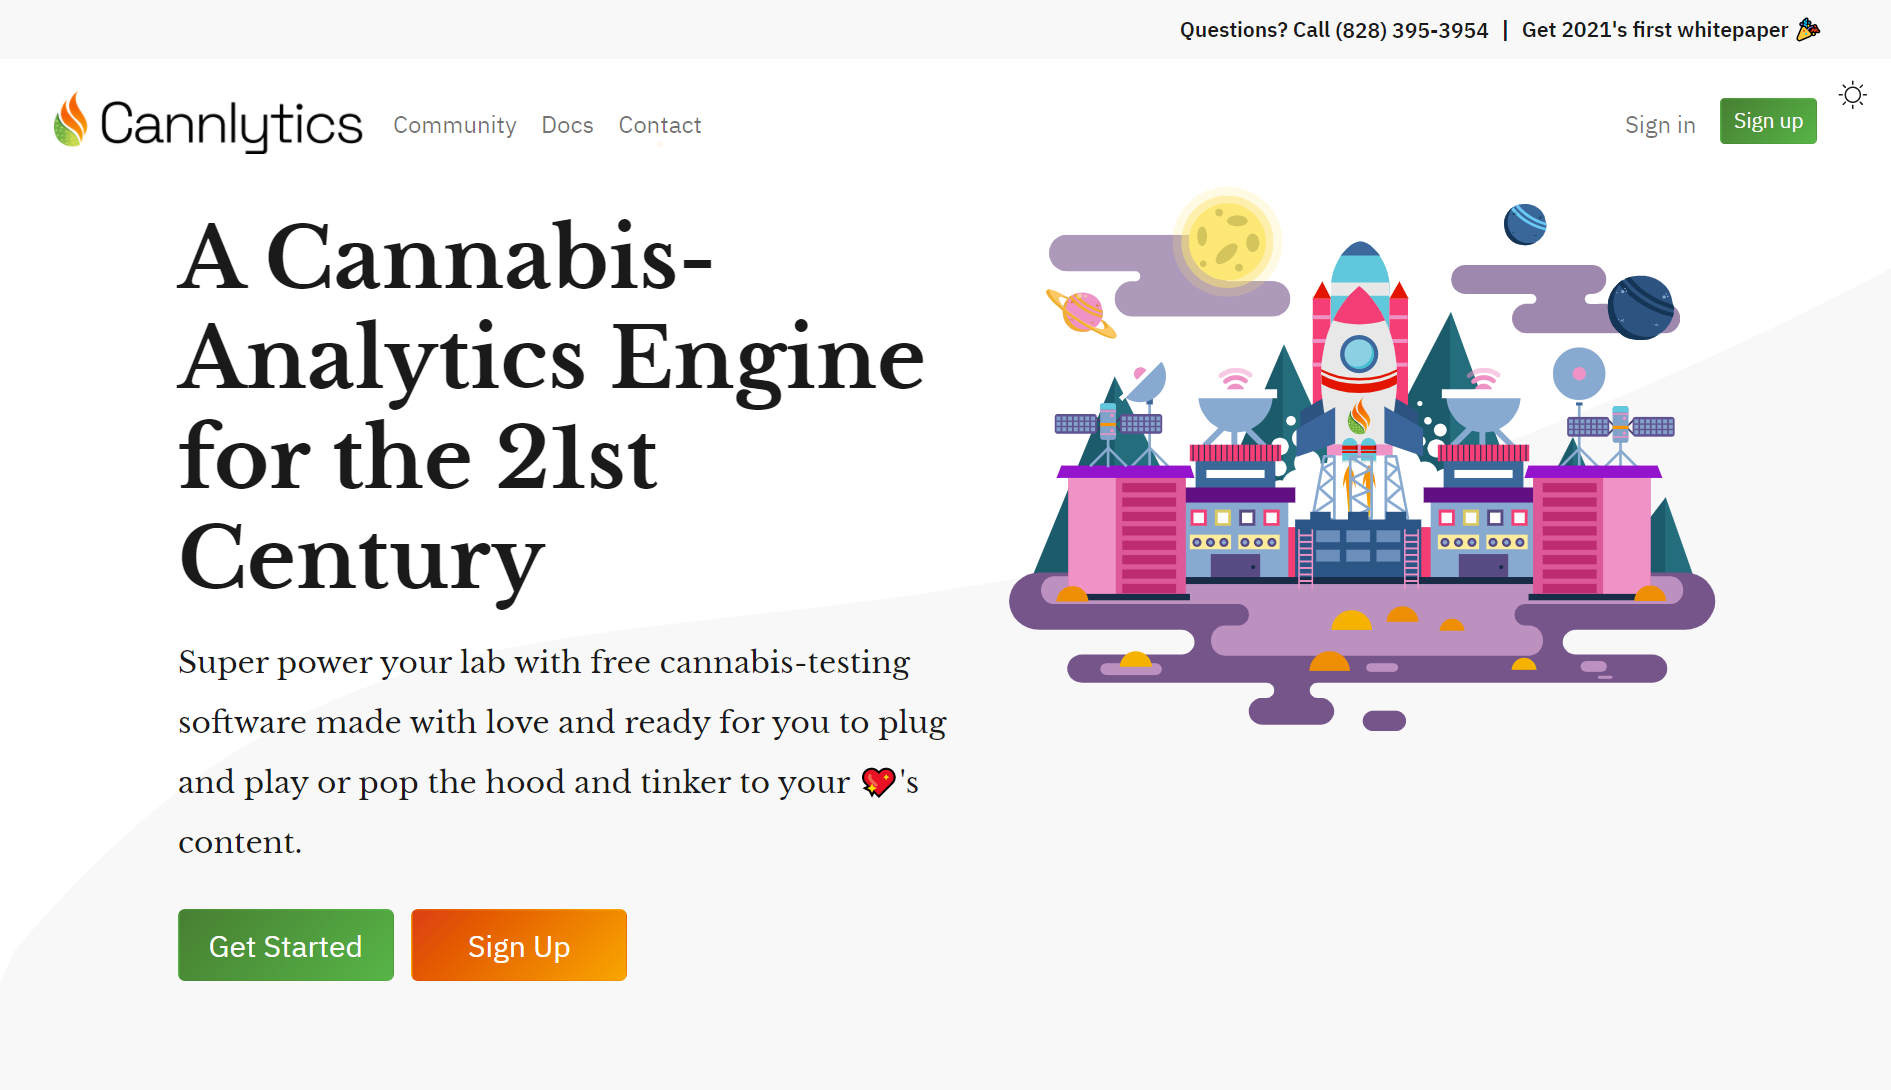 Questions? Call (828) 395-3954 | Get 2021's first whitepaper 🎉
Cannlytics Community Docs Contact Sign in Sign up
A Cannabis-
Analytics Engine
for the 21st
Century
Super power your lab with free cannabis-testing
software made with love and ready for you to plug
and play or pop the hood and tinker to your 💖's
content.
Get Started Sign Up